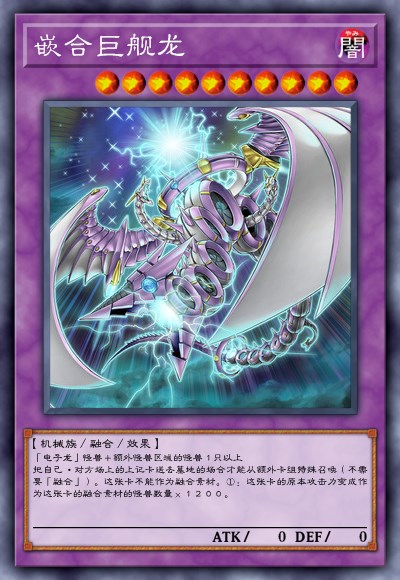 嵌合巨舰龙
やみ
闇
【机械族／融合／效果】
「电子龙」怪兽＋额外怪兽区域的怪兽1只以上
把自己·对方场上的上记卡送去墓地的场合才能从额外卡组特殊召唤（不需
要「融合」）。这张卡不能作为融合素材。①：这张卡的原本攻击力变成作
为这张卡的融合素材的怪兽数量×1200。
ATK/ 0 DEF/ 0